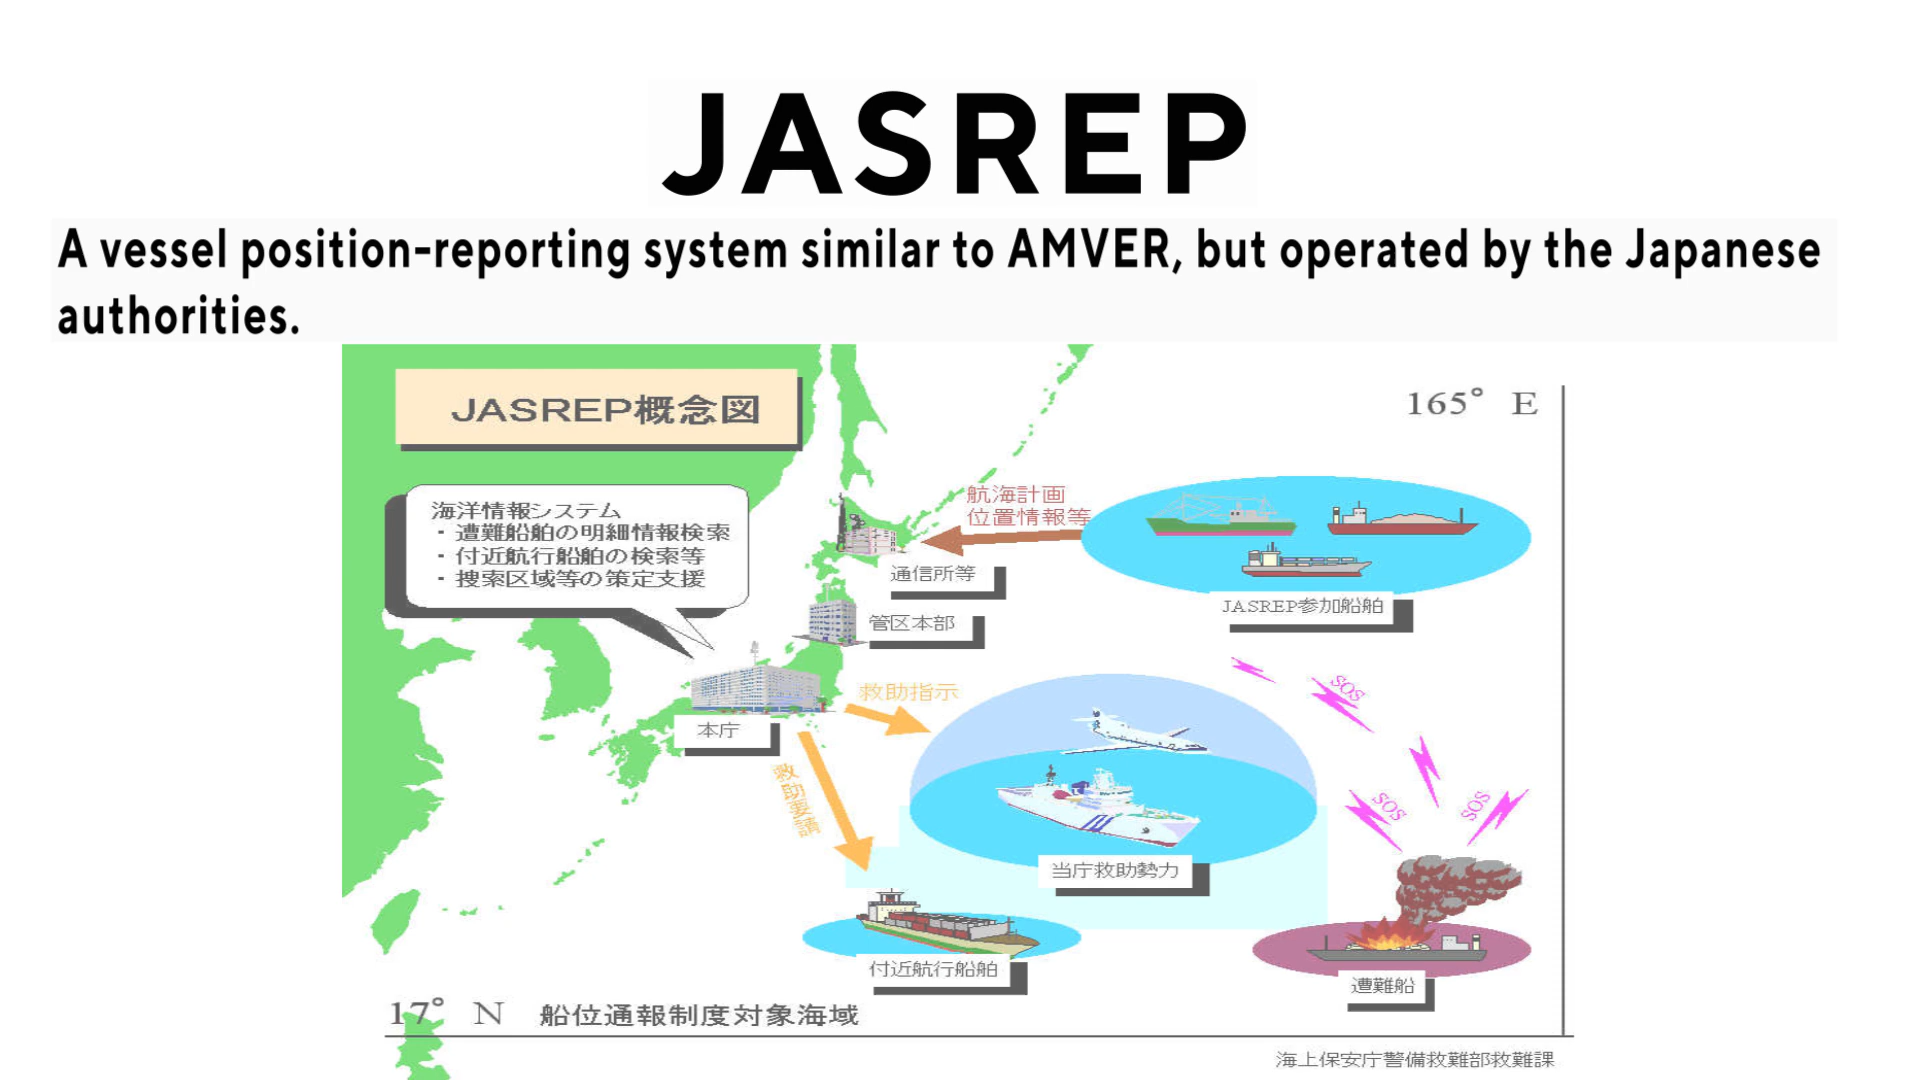 JASREP
A vessel position-reporting system similar to AMVER, but operated by the Japanese
authorities.
JASREP概念図
165° E
海洋情報システム
・遭難船舶の明細情報検索
・付近航行船舶の検索等
・捜索区域等の策定支援
航海計画
位置情報等
通信所等
JASREP参加船舶
管区本部
救助指示
本庁
救助要請
SOS
SOS
SOS
当庁救助勢力
付近航行船舶
遭難船
17° N 船位通報制度対象海域
海上保安庁警備救難部救難課